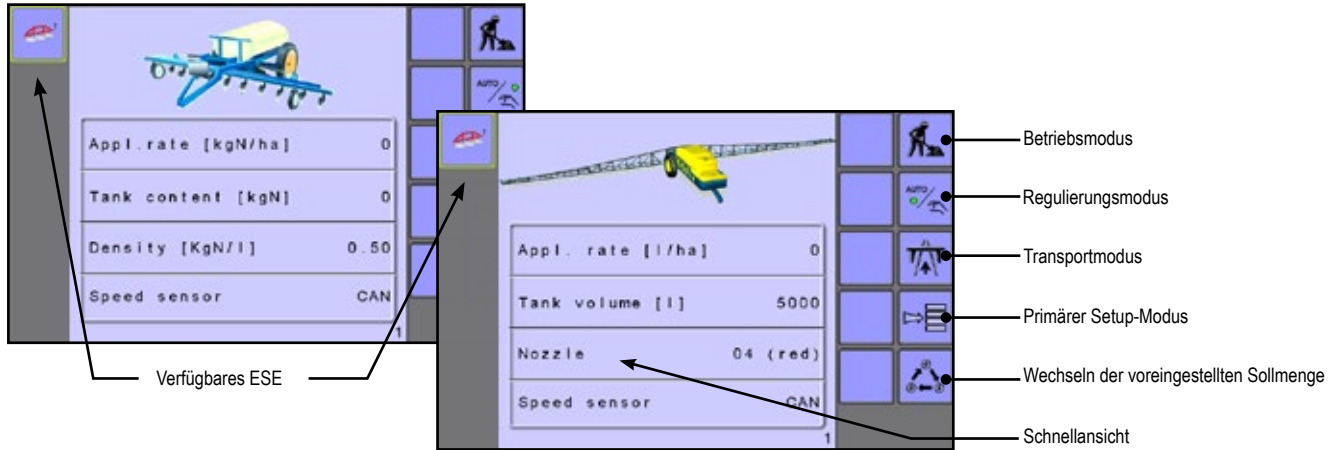 AUTO
Appl.rate [kgN/ha] 0
Tank content [kgN] 0
Density [KgN/l] 0.50
Speed sensor CAN
1
AUTO
Appl. rate [l/ha] 0
Tank volume [l] 5000
Nozzle 04 (red)
Speed sensor CAN
1
Betriebsmodus
Regulierungsmodus
Transportmodus
Primärer Setup-Modus
Wechseln der voreingestellten Sollmenge
Schnellansicht
Verfügbares ESE